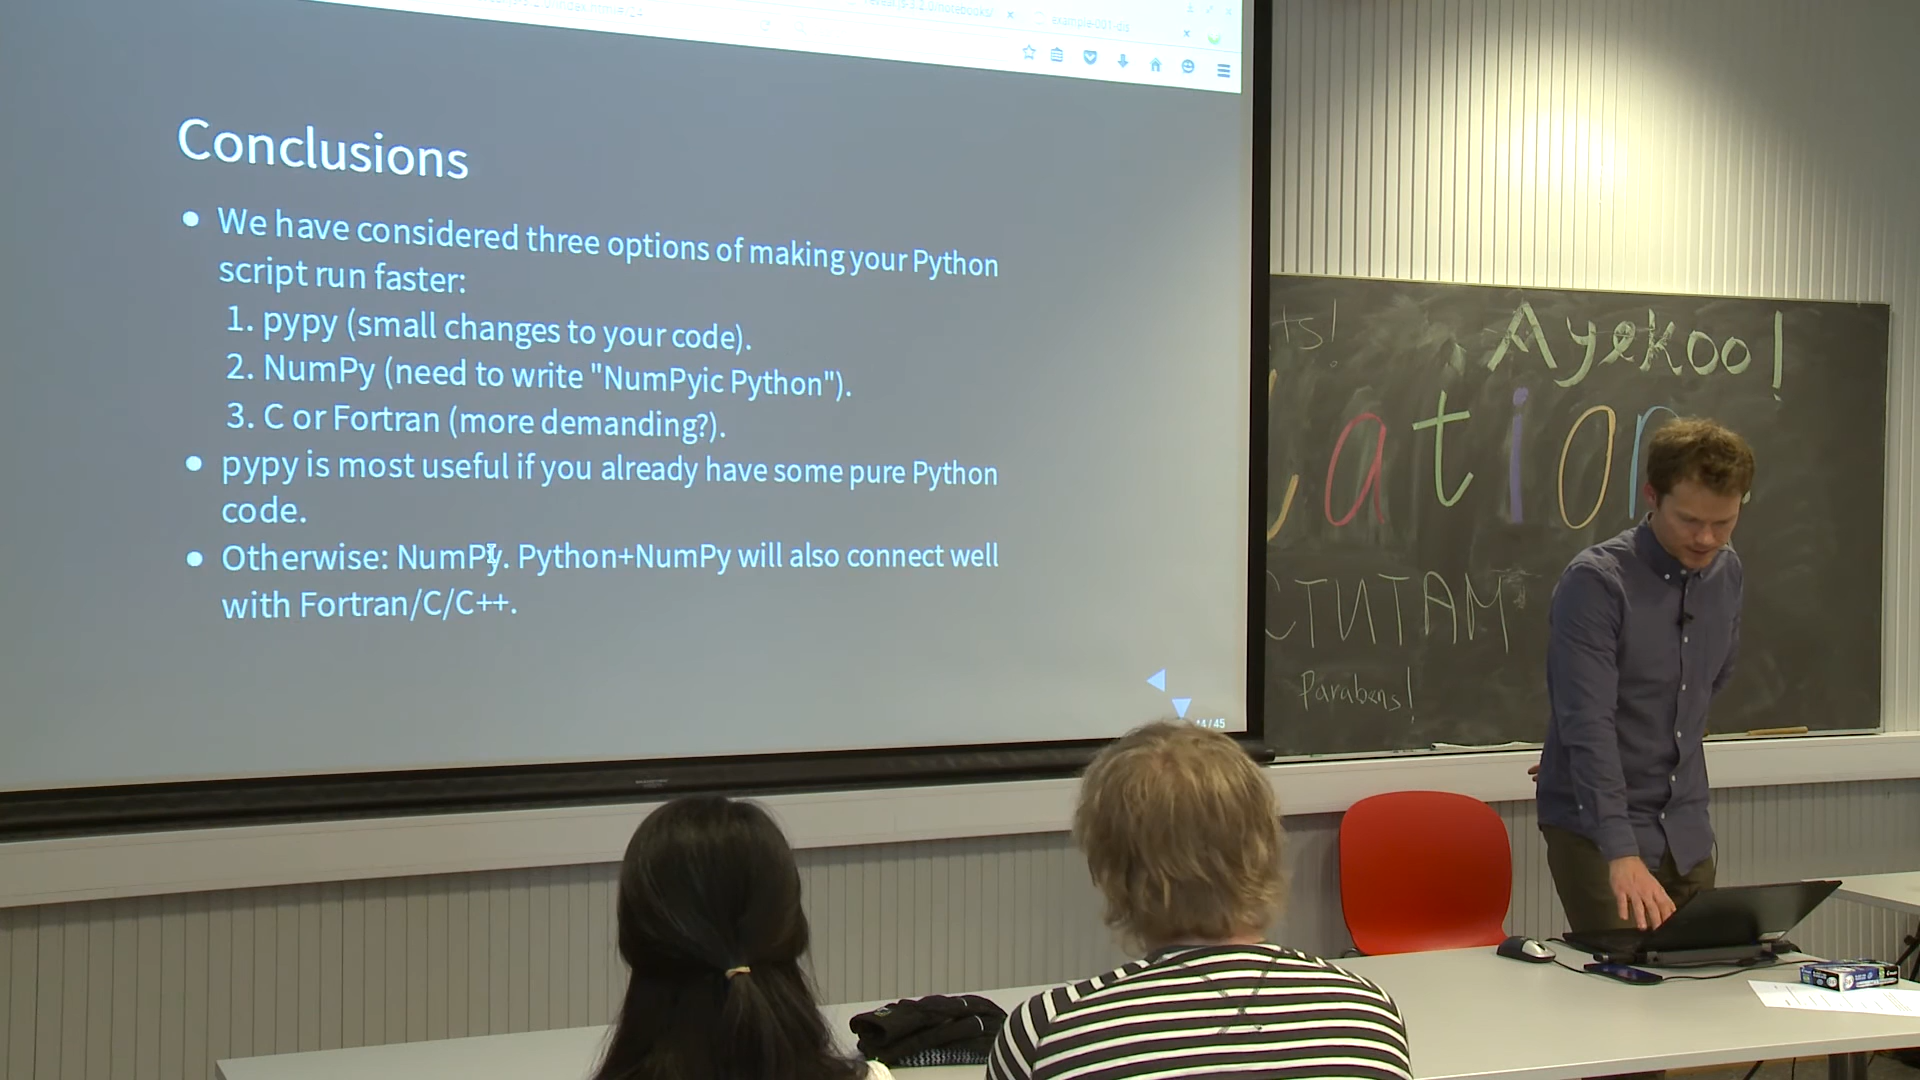 Conclusions
• We have considered three options of making your Python
script run faster:
1. pypy (small changes to your code).
2. NumPy (need to write "NumPyic Python").
3. C or Fortran (more demanding?).
• pypy is most useful if you already have some pure Python
code.
• Otherwise: NumPy. Python+NumPy will also connect well
with Fortran/C/C++.
44/45
ts!
Ayekoo!
ation
СТИТАМ
Parabens!